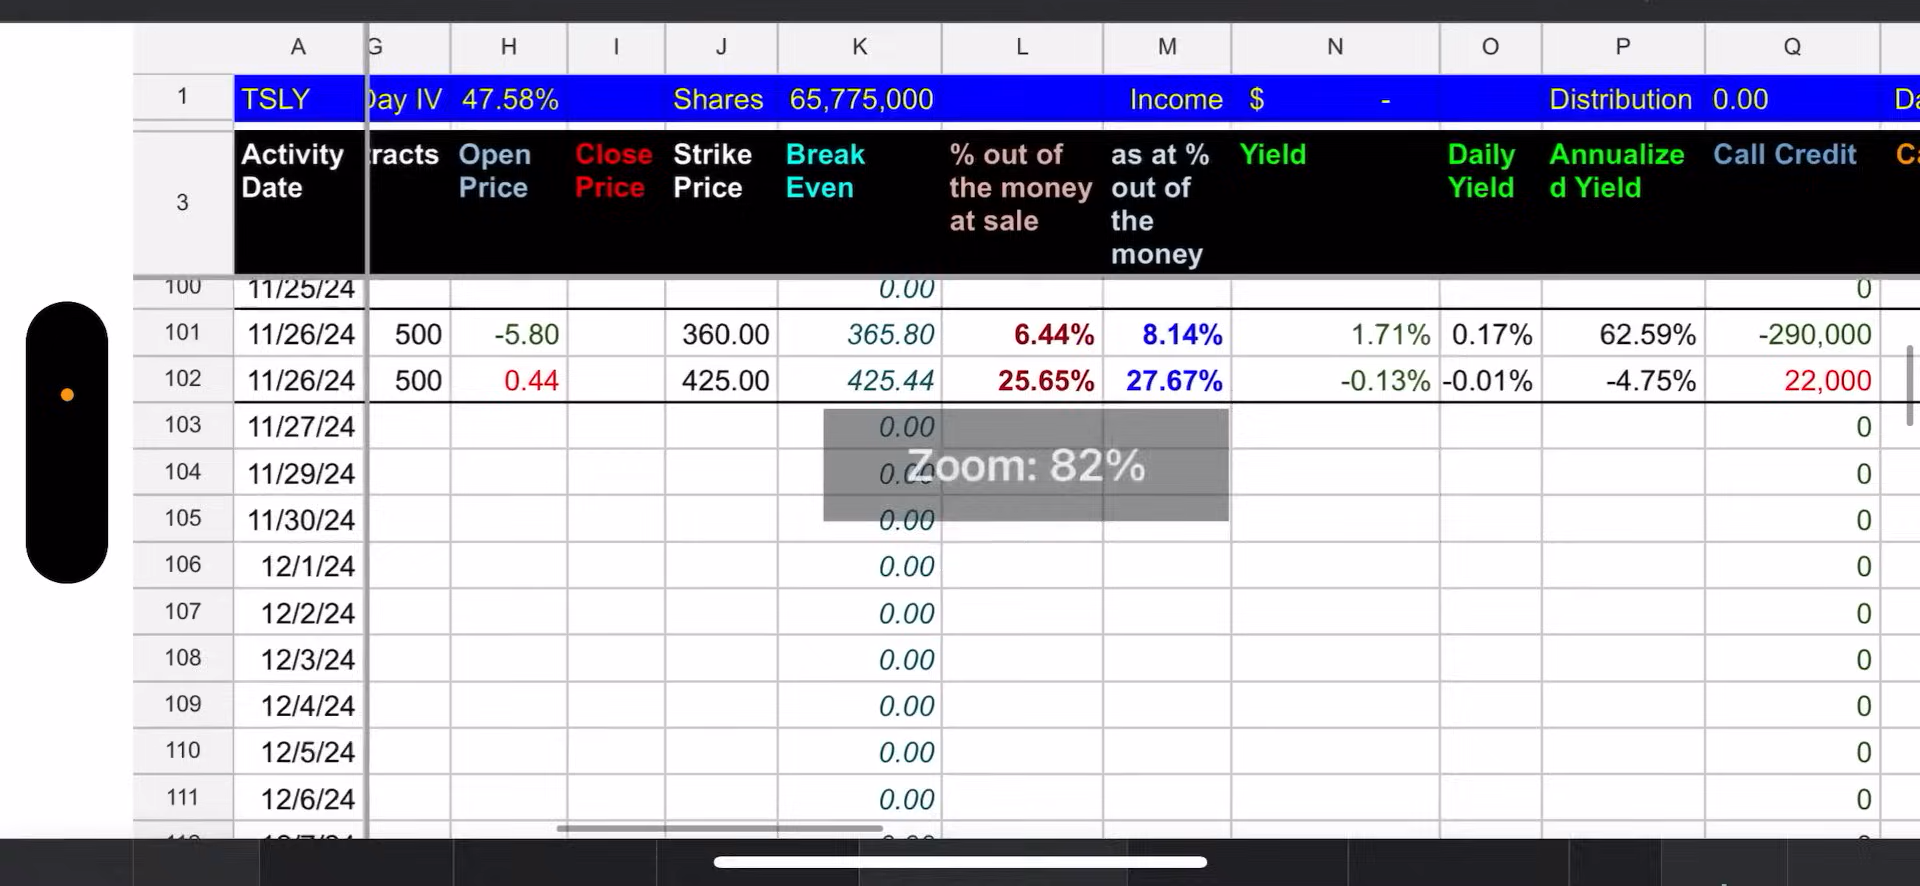 A G H I J K L M N O P Q
1 TSLY Day IV 47.58% Shares 65,775,000 Income $ - Distribution 0.00
3 Activity Date tracts Open Price Close Price Strike Price Break Even % out of the money at sale as at % out of the money Yield Daily Yield Annualize d Yield Call Credit
100 11/25/24 0.00 0
101 11/26/24 500 -5.80 360.00 365.80 6.44% 8.14% 1.71% 0.17% 62.59% -290,000
102 11/26/24 500 0.44 425.00 425.44 25.65% 27.67% -0.13% -0.01% -4.75% 22,000
103 11/27/24 0.00 0
104 11/29/24 0.00 0
Zoom: 82%
105 11/30/24 0.00 0
106 12/1/24 0.00 0
107 12/2/24 0.00 0
108 12/3/24 0.00 0
109 12/4/24 0.00 0
110 12/5/24 0.00 0
111 12/6/24 0.00 0